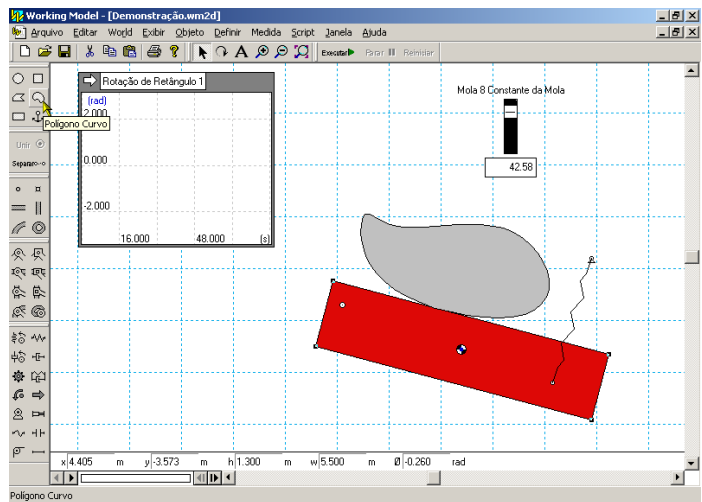 Working Model - [Demonstração.wm2d]
Arquivo Editar World Exibir Objeto Definir Medida Script Janela Ajuda
A Executar Parar Reiniciar
Rotação de Retângulo 1
(rad)
2.000
0.000
-2.000
16.000 48.000 (s)
Polígono Curvo
Unir
Separar
Mola 8 Constante da Mola
42.58
x 4.405 m y -3.573 m h 1.300 m w 5.500 m Ø -0.260 rad
Poligono Curvo